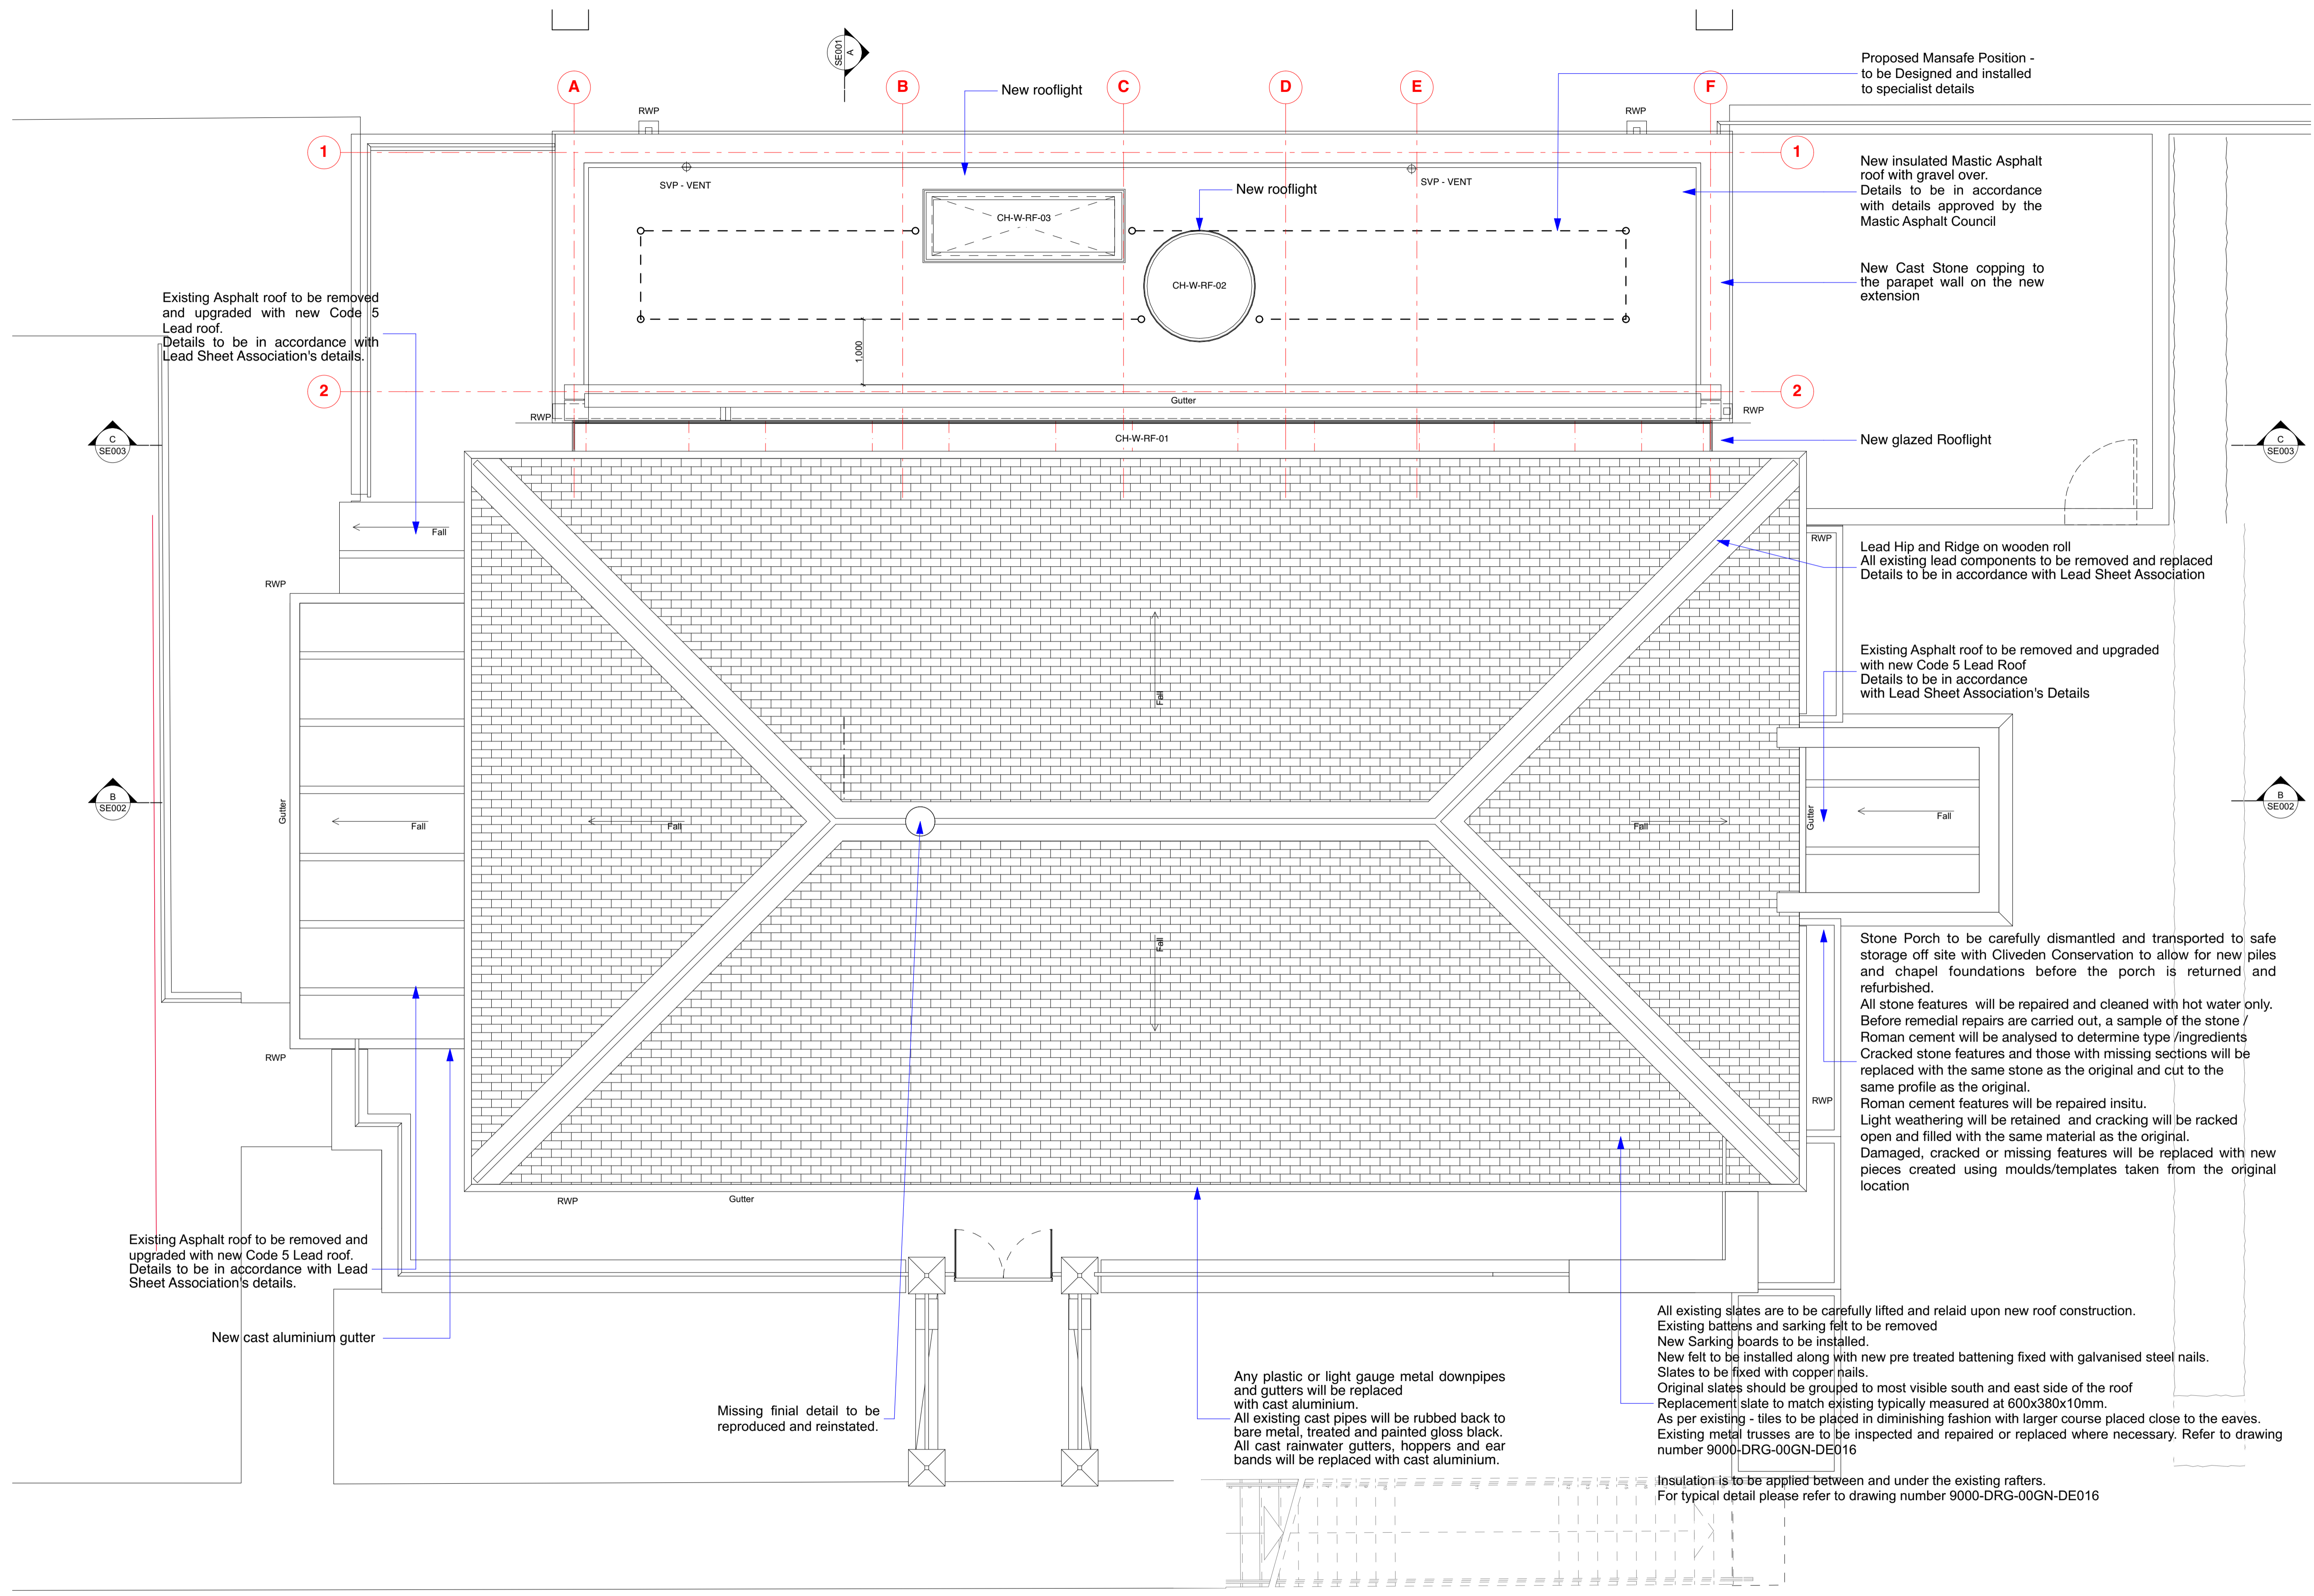 SE001
A
Proposed Mansafe Position -
to be Designed and installed
to specialist details
A
B
C
D
E
F
New rooflight
RWP
RWP
1
1
New insulated Mastic Asphalt
roof with gravel over.
Details to be in accordance
with details approved by the
Mastic Asphalt Council
SVP - VENT
SVP - VENT
New rooflight
CH-W-RF-03
CH-W-RF-02
New Cast Stone copping to
the parapet wall on the new
extension
Existing Asphalt roof to be removed
and upgraded with new Code 5
Lead roof.
Details to be in accordance with
Lead Sheet Association's details.
1,000
2
2
Gutter
RWP
RWP
C
SE003
CH-W-RF-01
New glazed Rooflight
C
SE003
Fall
RWP
Lead Hip and Ridge on wooden roll
All existing lead components to be removed and replaced
Details to be in accordance with Lead Sheet Association
RWP
Existing Asphalt roof to be removed and upgraded
with new Code 5 Lead Roof
Details to be in accordance
with Lead Sheet Association's Details
Fall
B
SE002
Gutter
Fall
Fall
Fall
Gutter
Fall
B
SE002
Fall
Stone Porch to be carefully dismantled and transported to safe
storage off site with Cliveden Conservation to allow for new piles
and chapel foundations before the porch is returned and
refurbished.
All stone features will be repaired and cleaned with hot water only.
Before remedial repairs are carried out, a sample of the stone /
Roman cement will be analysed to determine type /ingredients
Cracked stone features and those with missing sections will be
replaced with the same stone as the original and cut to the
same profile as the original.
Roman cement features will be repaired insitu.
Light weathering will be retained and cracking will be racked
open and filled with the same material as the original.
Damaged, cracked or missing features will be replaced with new
pieces created using moulds/templates taken from the original
location
RWP
RWP
RWP
Gutter
Existing Asphalt roof to be removed and
upgraded with new Code 5 Lead roof.
Details to be in accordance with Lead
Sheet Association's details.
New cast aluminium gutter
Missing finial detail to be
reproduced and reinstated.
Any plastic or light gauge metal downpipes
and gutters will be replaced
with cast aluminium.
All existing cast pipes will be rubbed back to
bare metal, treated and painted gloss black.
All cast rainwater gutters, hoppers and ear
bands will be replaced with cast aluminium.
All existing slates are to be carefully lifted and relaid upon new roof construction.
Existing battens and sarking felt to be removed
New Sarking boards to be installed.
New felt to be installed along with new pre treated battening fixed with galvanised steel nails.
Slates to be fixed with copper nails.
Original slates should be grouped to most visible south and east side of the roof
Replacement slate to match existing typically measured at 600x380x10mm.
As per existing - tiles to be placed in diminishing fashion with larger course placed close to the eaves.
Existing metal trusses are to be inspected and repaired or replaced where necessary. Refer to drawing
number 9000-DRG-00GN-DE016
Insulation is to be applied between and under the existing rafters.
For typical detail please refer to drawing number 9000-DRG-00GN-DE016